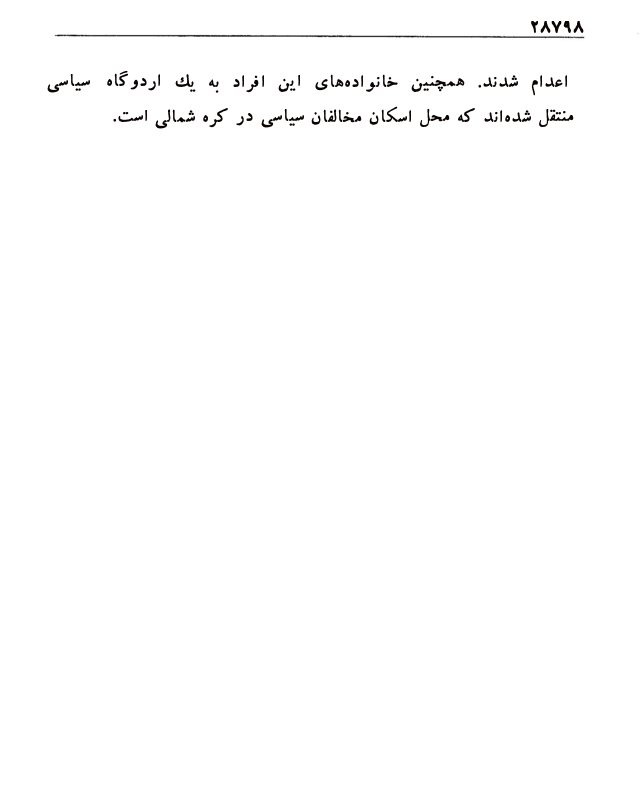 ۲۸۷۹۸
اعدام شدند. همچنین خانواده‌های این افراد به یك اردوگاه سیاسی
منتقل شده‌اند که محل اسکان مخالفان سیاسی در کره شمالی است.